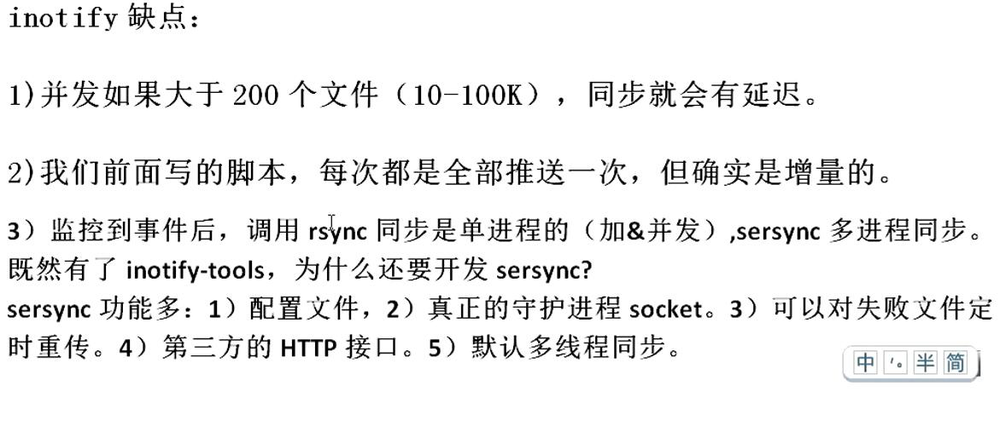 inotify 缺点：
1)并发如果大于 200 个文件（10-100K），同步就会有延迟。
2)我们前面写的脚本，每次都是全部推送一次，但确实是增量的。
3）监控到事件后，调用 rsync 同步是单进程的（加&并发）,sersync 多进程同步。
既然有了 inotify-tools，为什么还要开发 sersync?
sersync 功能多：1）配置文件，2）真正的守护进程 socket。3）可以对失败文件定
时重传。4）第三方的 HTTP 接口。5）默认多线程同步。
中 ′。 半 简